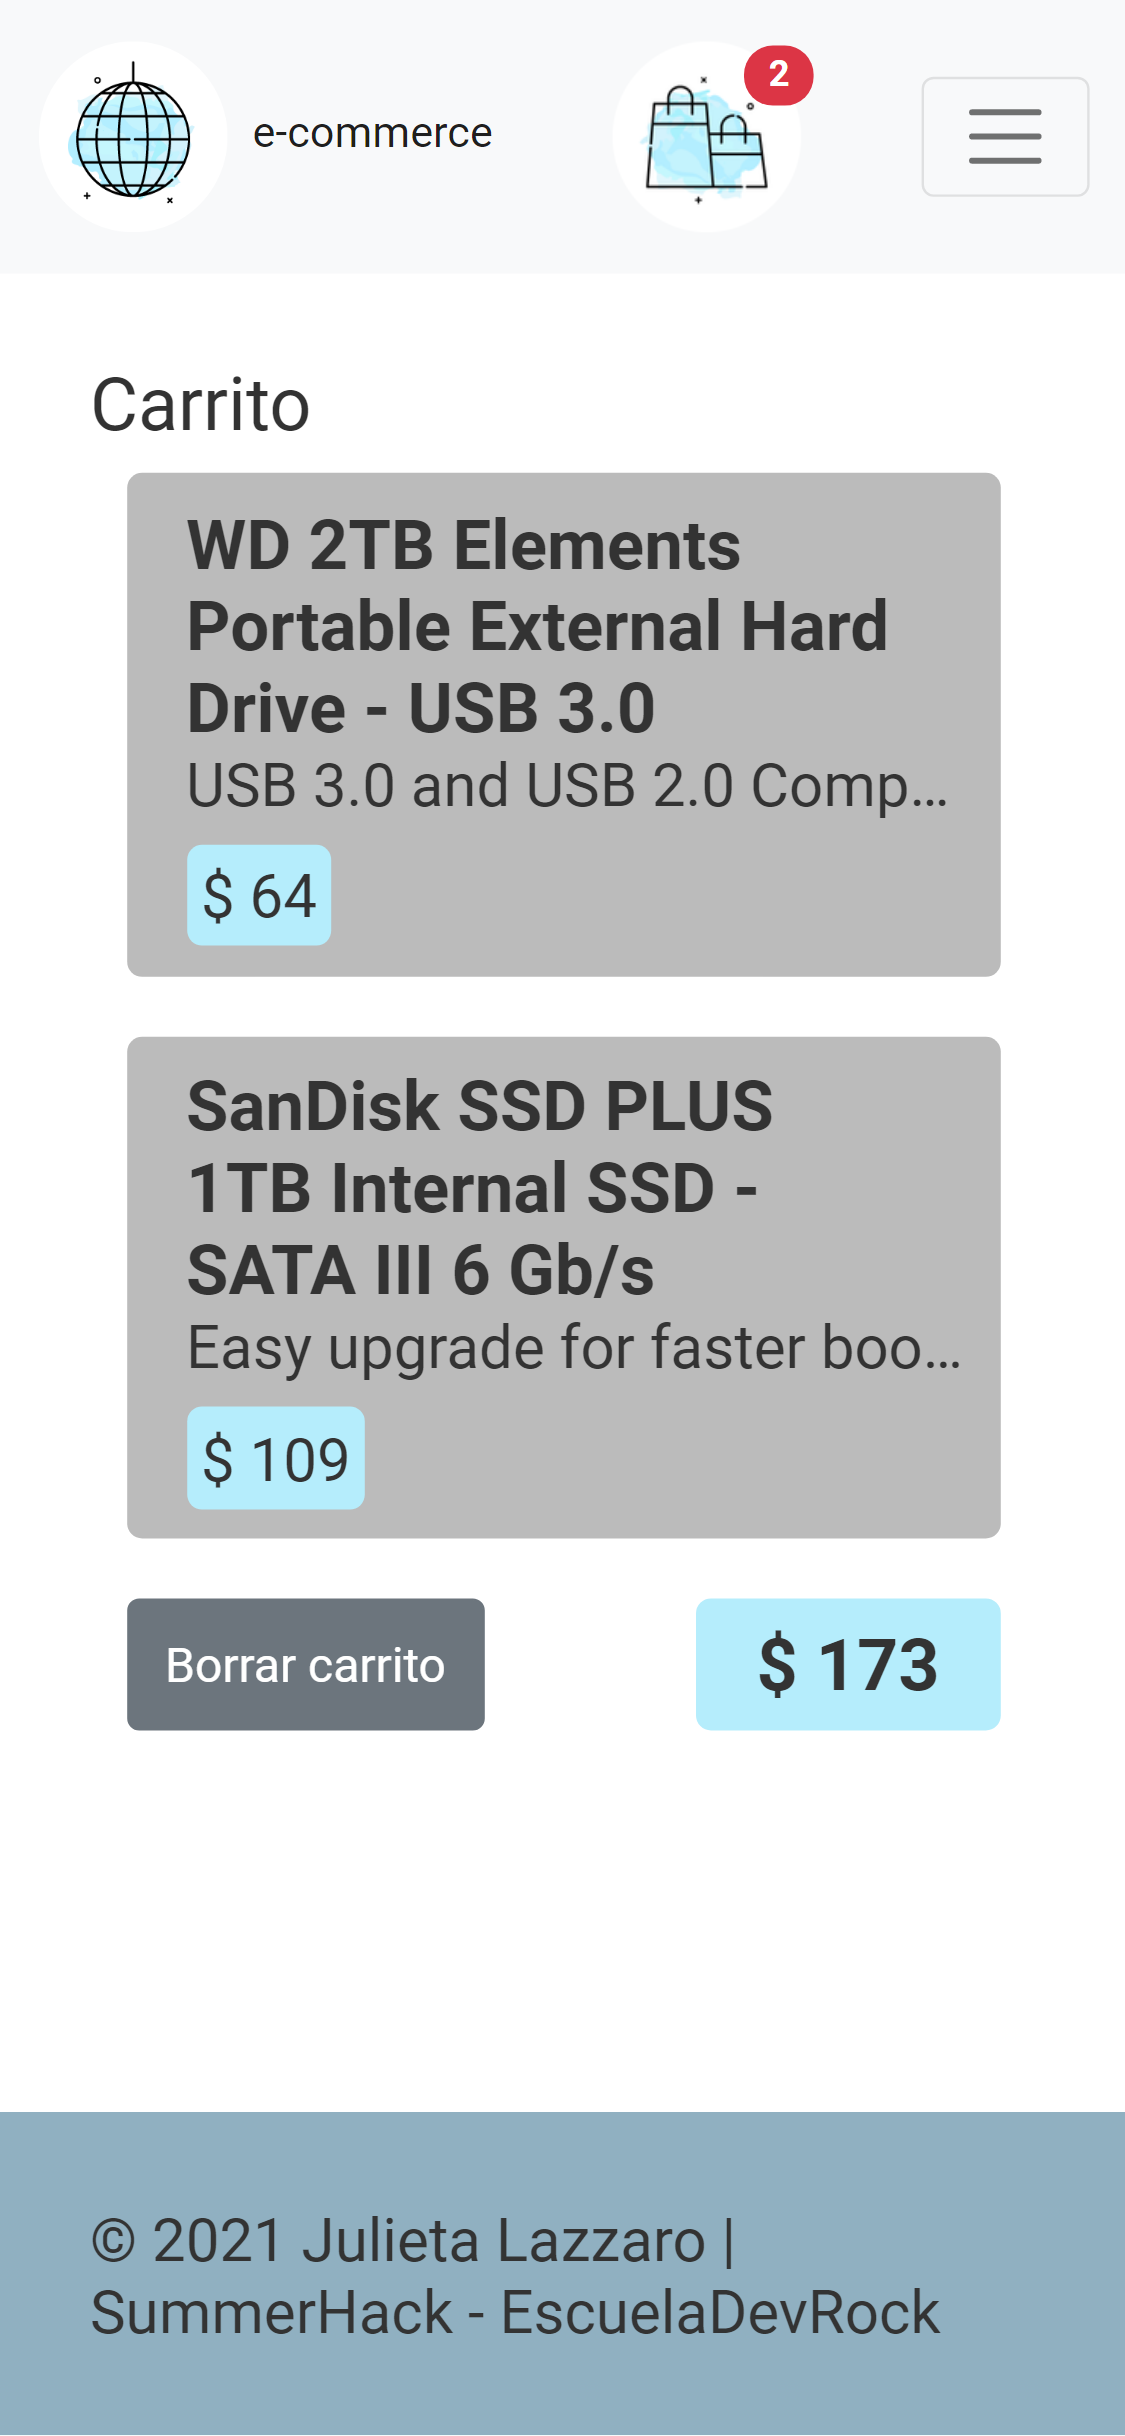 e-commerce
2
Carrito
WD 2TB Elements
Portable External Hard
Drive - USB 3.0
USB 3.0 and USB 2.0 Comp...
$ 64
SanDisk SSD PLUS
1TB Internal SSD -
SATA III 6 Gb/s
Easy upgrade for faster boo...
$ 109
Borrar carrito
$ 173
© 2021 Julieta Lazzaro |
SummerHack - EscuelaDevRock